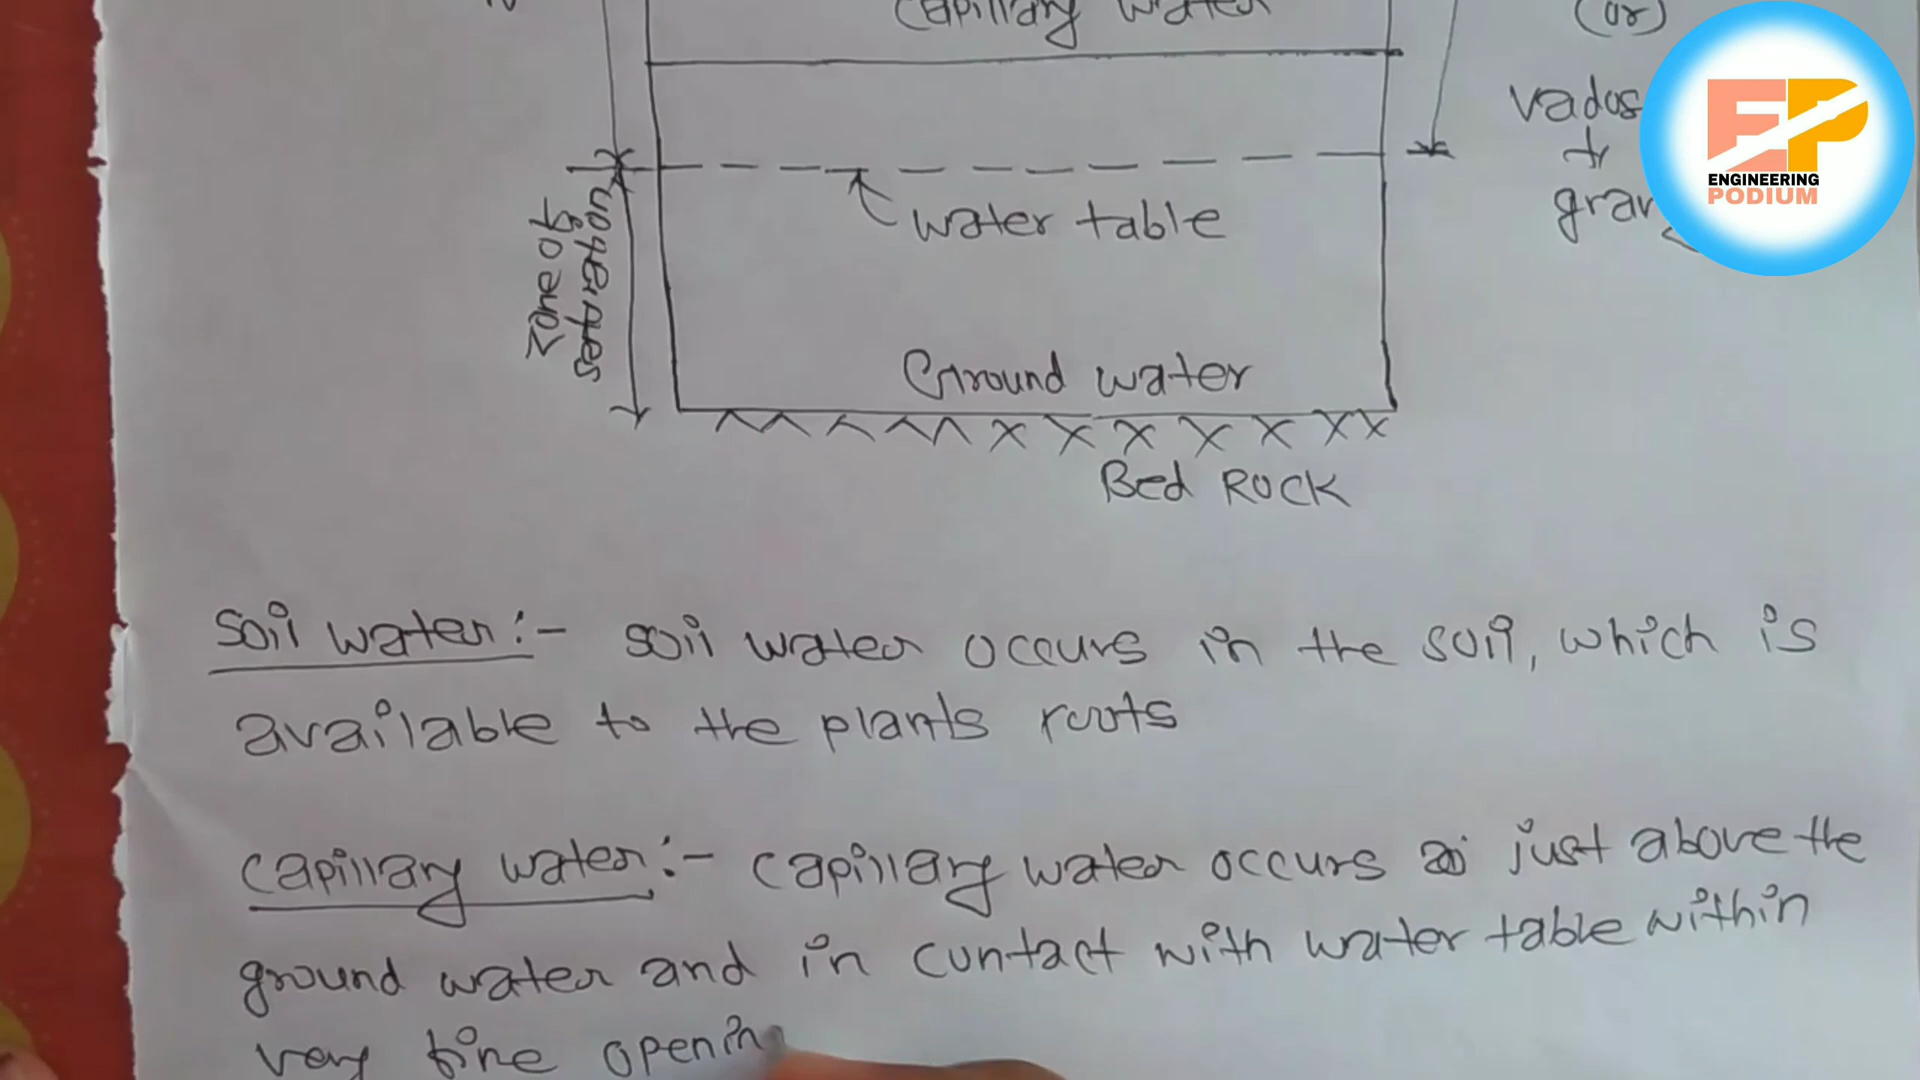 capillary water
(or)
vados
+
grav
ENGINEERING
PODIUM
water table
zone of
saturation
Ground water
Bed ROCK
Soil water :- soil water occurs in the soil, which is
available to the plants roots
capillary water :- capillary water occurs just above the
ground water and in contact with water table within
very fine openin